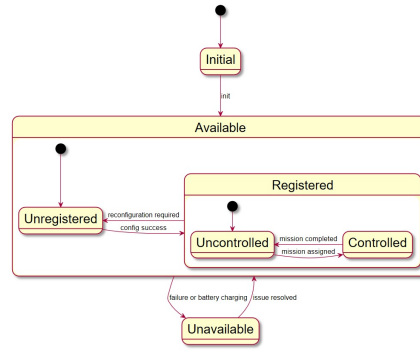 Initial
init
Available
Registered
Unregistered
reconfiguration required
config success
Uncontrolled
mission completed
mission assigned
Controlled
failure or battery charging
issue resolved
Unavailable